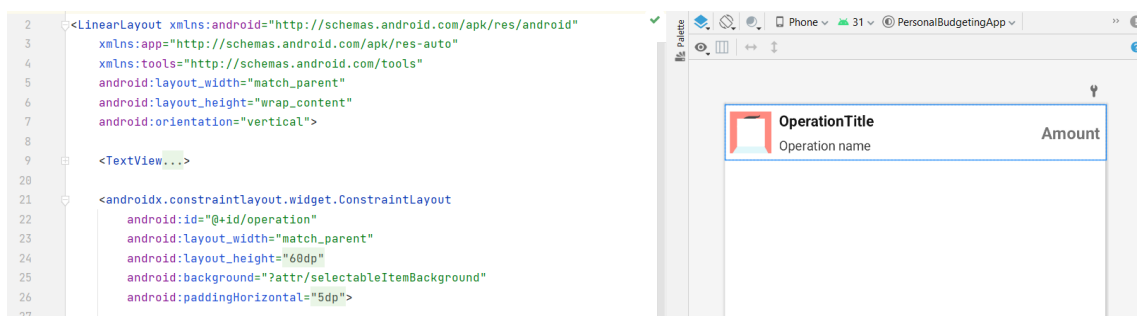 2 <LinearLayout xmlns:android="http://schemas.android.com/apk/res/android"
3 xmlns:app="http://schemas.android.com/apk/res-auto"
4 xmlns:tools="http://schemas.android.com/tools"
5 android:layout_width="match_parent"
6 android:layout_height="wrap_content"
7 android:orientation="vertical">
8
9 <TextView...>
20
21 <androidx.constraintlayout.widget.ConstraintLayout
22 android:id="@+id/operation"
23 android:layout_width="match_parent"
24 android:layout_height="60dp"
25 android:background="?attr/selectableItemBackground"
26 android:paddingHorizontal="5dp">
27
Palette
Phone 31 PersonalBudgetingApp
OperationTitle
Operation name
Amount